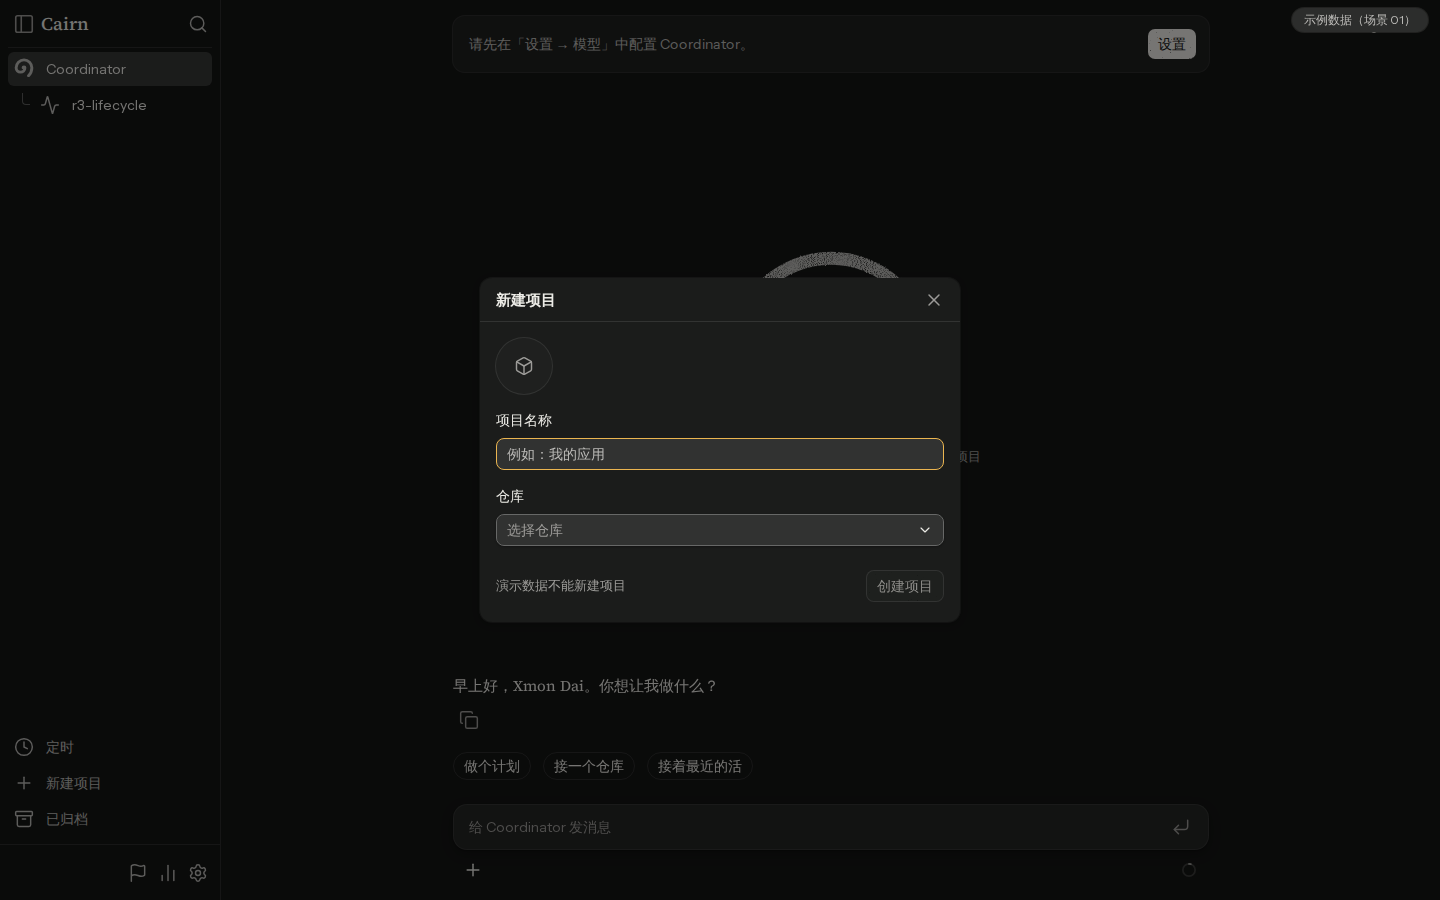 Cairn
Coordinator
r3-lifecycle
请先在「设置 → 模型」中配置 Coordinator。
设置
示例数据（场景 01）
新建项目
项目名称
例如：我的应用
项目
仓库
选择仓库
演示数据不能新建项目
创建项目
早上好，Xmon Dai。你想让我做什么？
做个计划
接一个仓库
接着最近的活
给 Coordinator 发消息
定时
新建项目
已归档